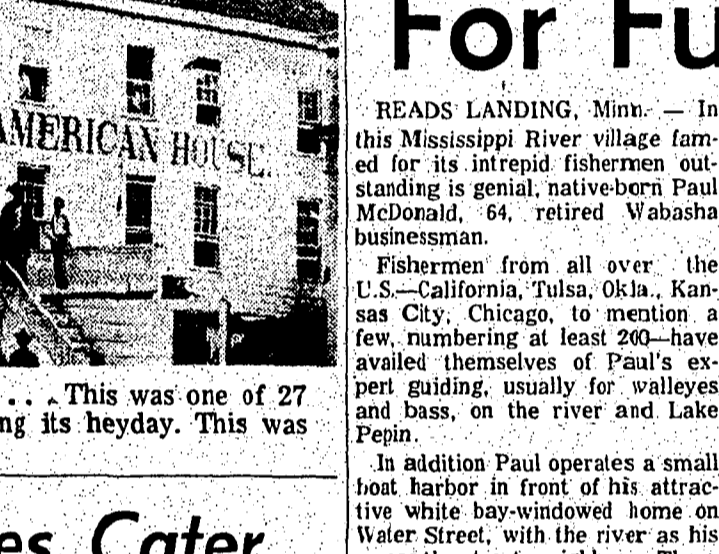 AMERICAN HOUSE.
. . . This was one of 27
ng its heyday. This was
es Cater
For Fu
READS LANDING, Minn. — In
this Mississippi River village fam-
ed for its intrepid fishermen out-
standing is genial, native-born Paul
McDonald, 64, retired Wabasha
businessman.
Fishermen from all over the
U.S.—California, Tulsa, Okla., Kan-
sas City, Chicago, to mention a
few, numbering at least 200—have
availed themselves of Paul's ex-
pert guiding, usually for walleyes
and bass, on the river and Lake
Pepin.
In addition Paul operates a small
boat harbor in front of his attrac-
tive white bay-windowed home on
Water Street, with the river as his